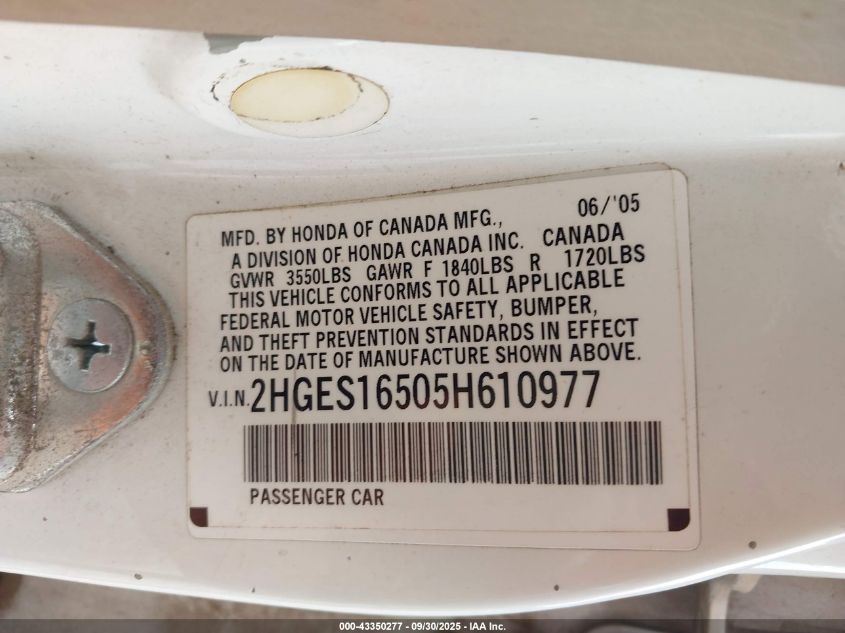 06/'05
MFD. BY HONDA OF CANADA MFG.,
A DIVISION OF HONDA CANADA INC. CANADA
GVWR 3550LBS GAWR F 1840LBS R 1720LBS
THIS VEHICLE CONFORMS TO ALL APPLICABLE
FEDERAL MOTOR VEHICLE SAFETY, BUMPER,
AND THEFT PREVENTION STANDARDS IN EFFECT
ON THE DATE OF MANUFACTURE SHOWN ABOVE.
V.I.N. 2HGES16505H610977
PASSENGER CAR
000-43350277 - 09/30/2025 - IAA Inc.